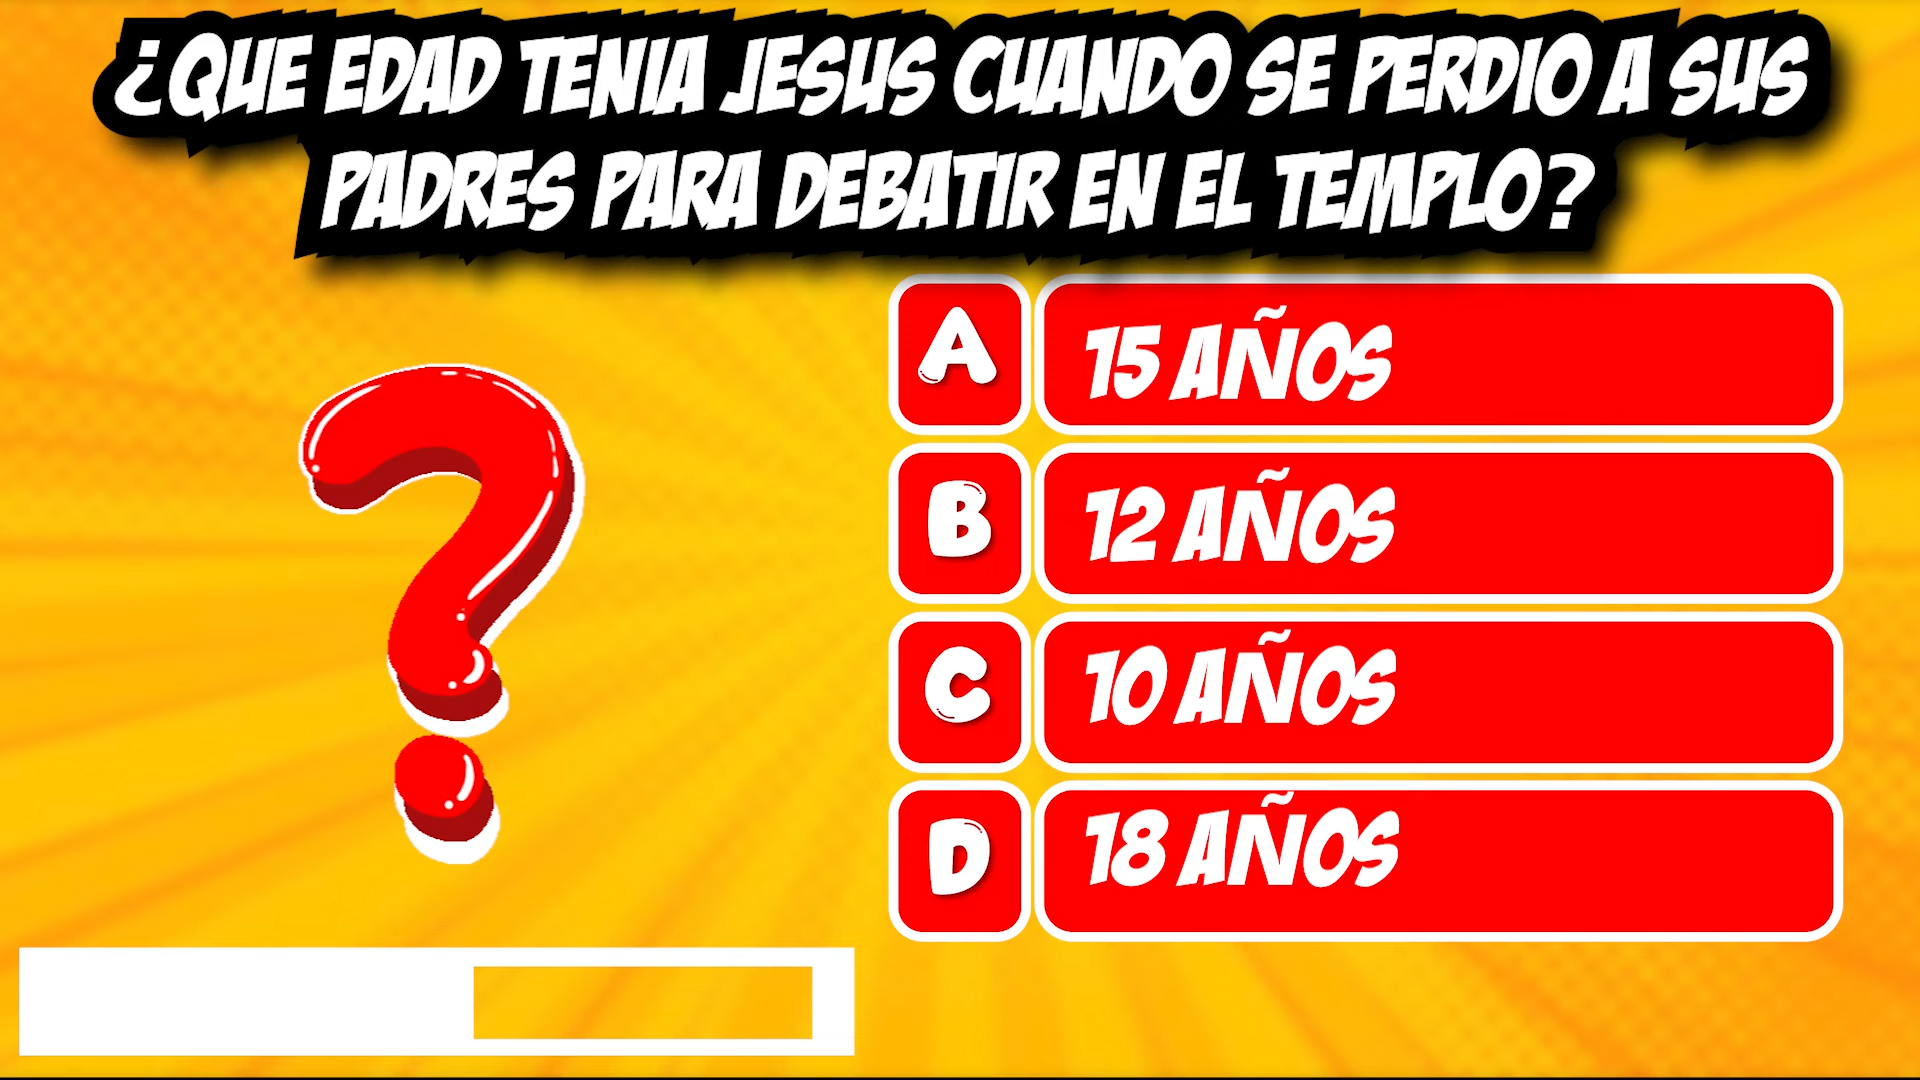 ¿QUE EDAD TENIA JESUS CUANDO SE PERDIO A SUS
PADRES PARA DEBATIR EN EL TEMPLO?
A 15 AÑOS
B 12 AÑOS
C 10 AÑOS
D 18 AÑOS